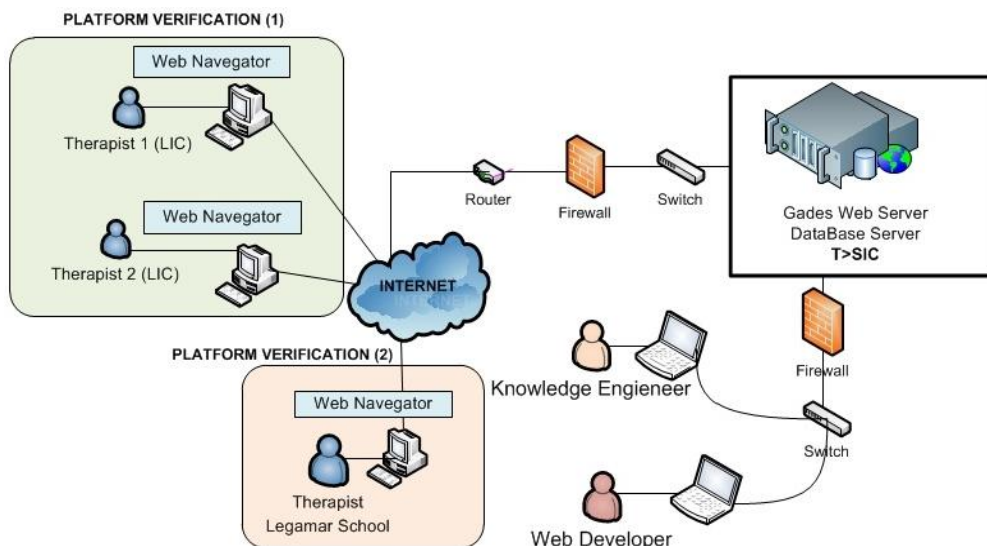 PLATFORM VERIFICATION (1)
Web Navegator
Therapist 1 (LIC)
Web Navegator
Therapist 2 (LIC)
INTERNET
Router
Firewall
Switch
Gades Web Server
DataBase Server
T>SIC
PLATFORM VERIFICATION (2)
Web Navegator
Therapist
Legamar School
Knowledge Engieneer
Firewall
Switch
Web Developer